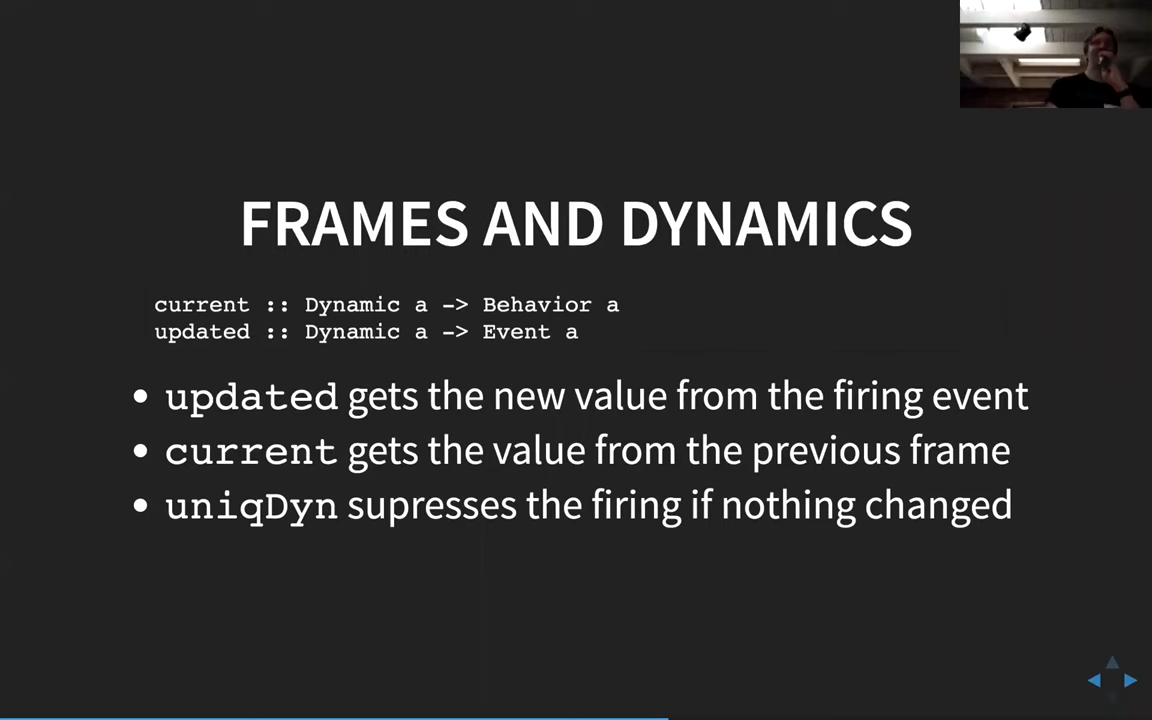 FRAMES AND DYNAMICS
current :: Dynamic a -> Behavior a
updated :: Dynamic a -> Event a
• updated gets the new value from the firing event
• current gets the value from the previous frame
• uniqDyn supresses the firing if nothing changed